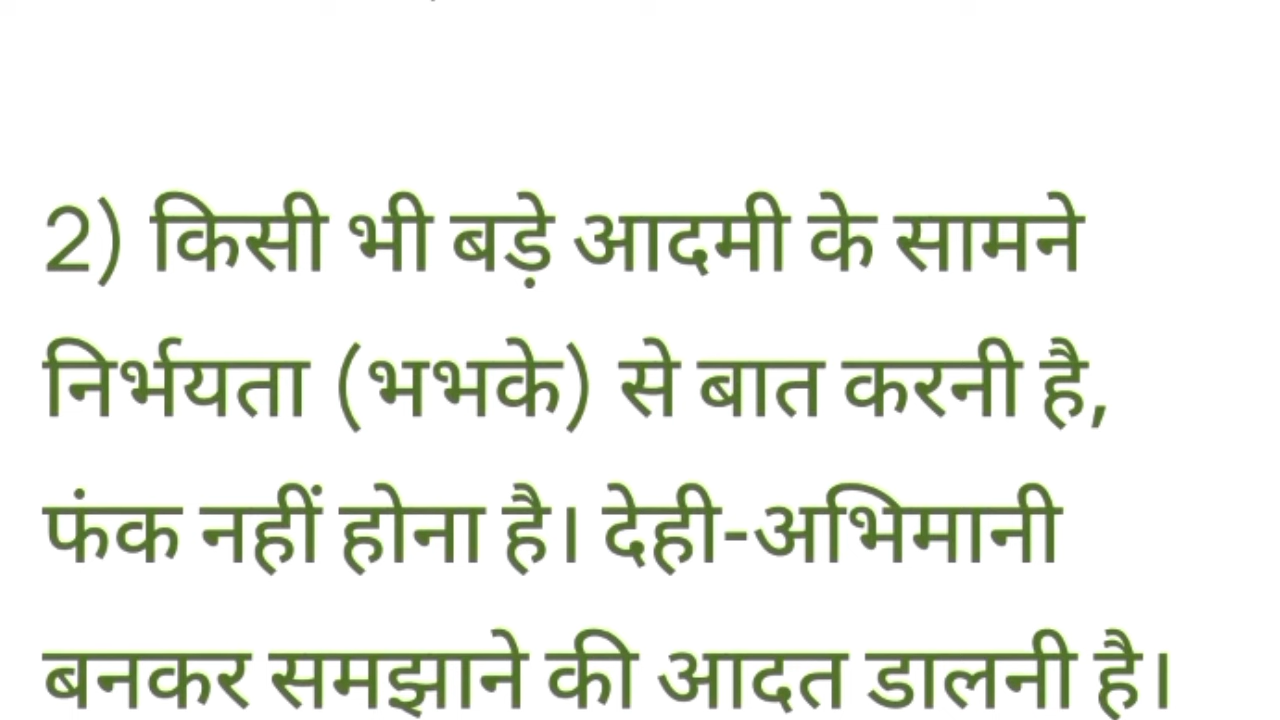 2) किसी भी बड़े आदमी के सामने
निर्भयता (भभके) से बात करनी है,
फंक नहीं होना है। देही-अभिमानी
बनकर समझाने की आदत डालनी है।